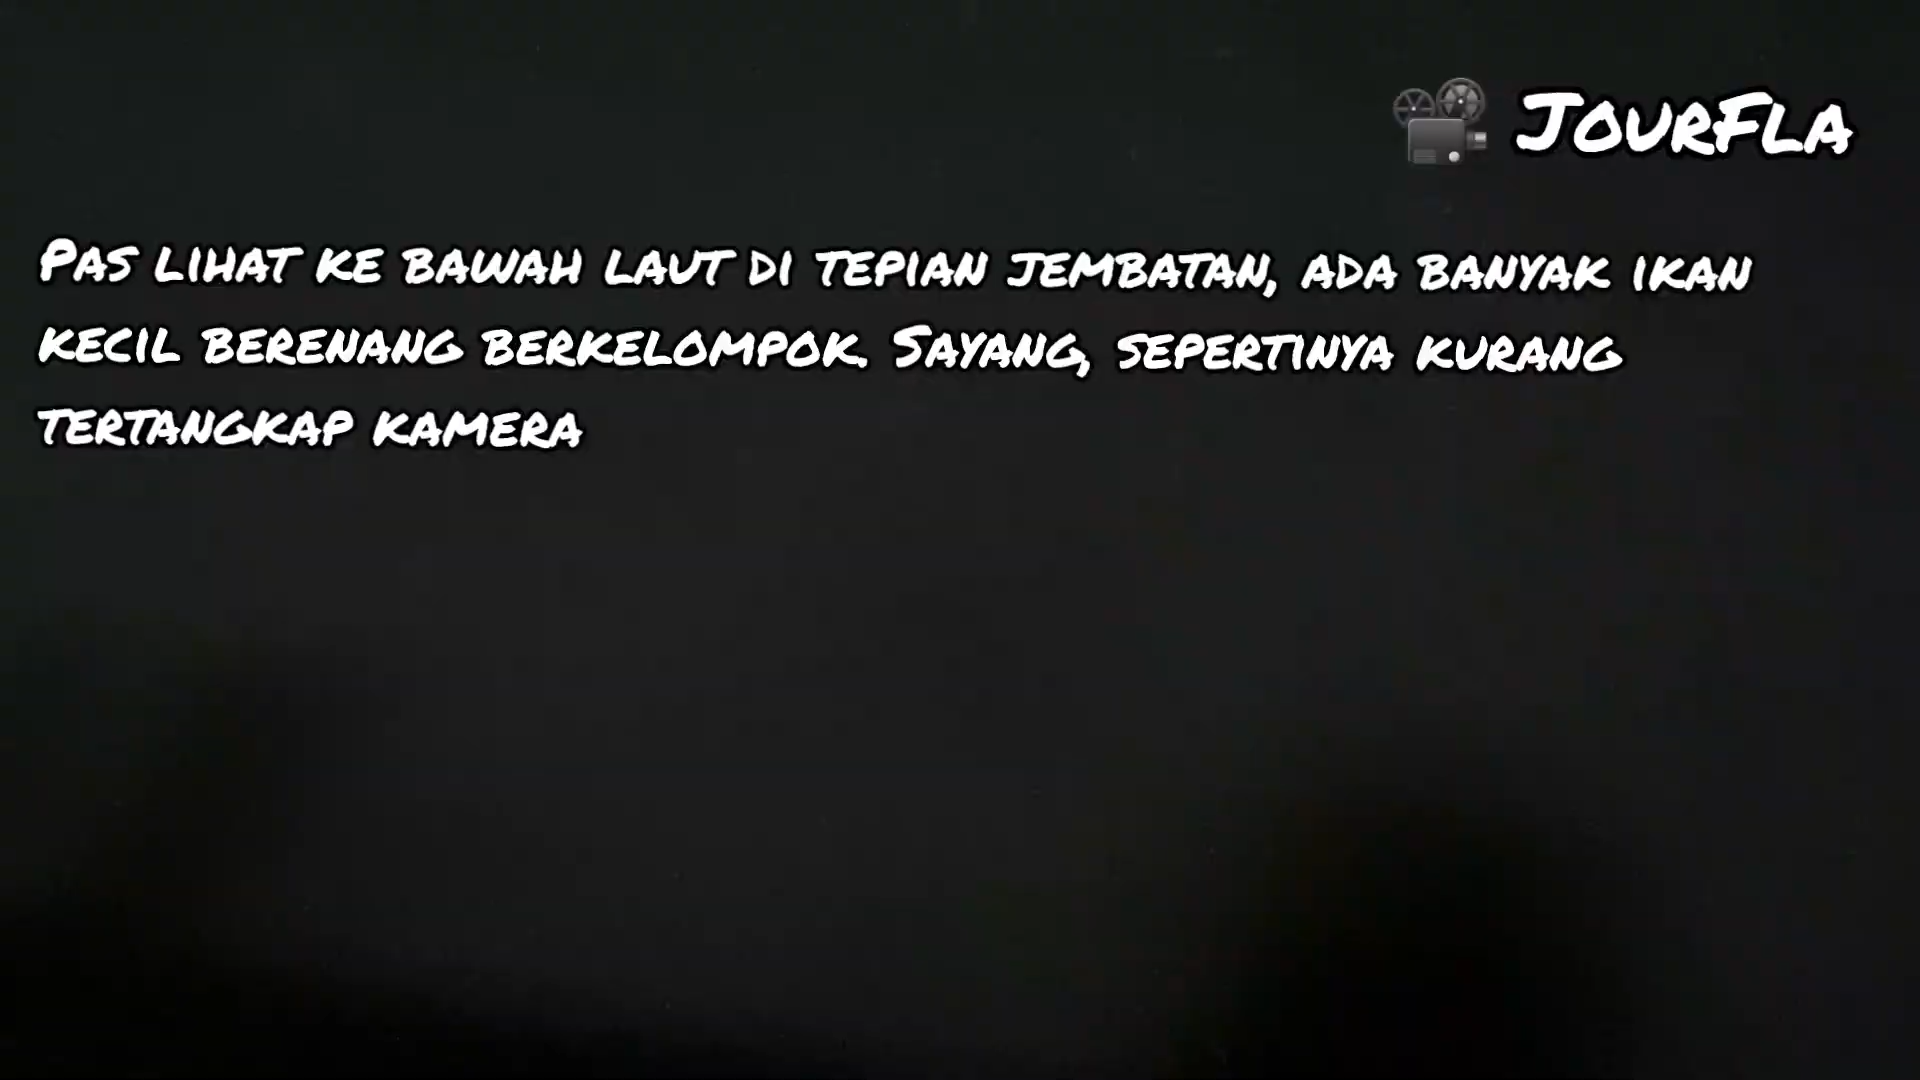 JourFla
Pas lihat ke bawah laut di tepian jembatan, ada banyak ikan
kecil berenang berkelompok. Sayang, sepertinya kurang
tertangkap kamera